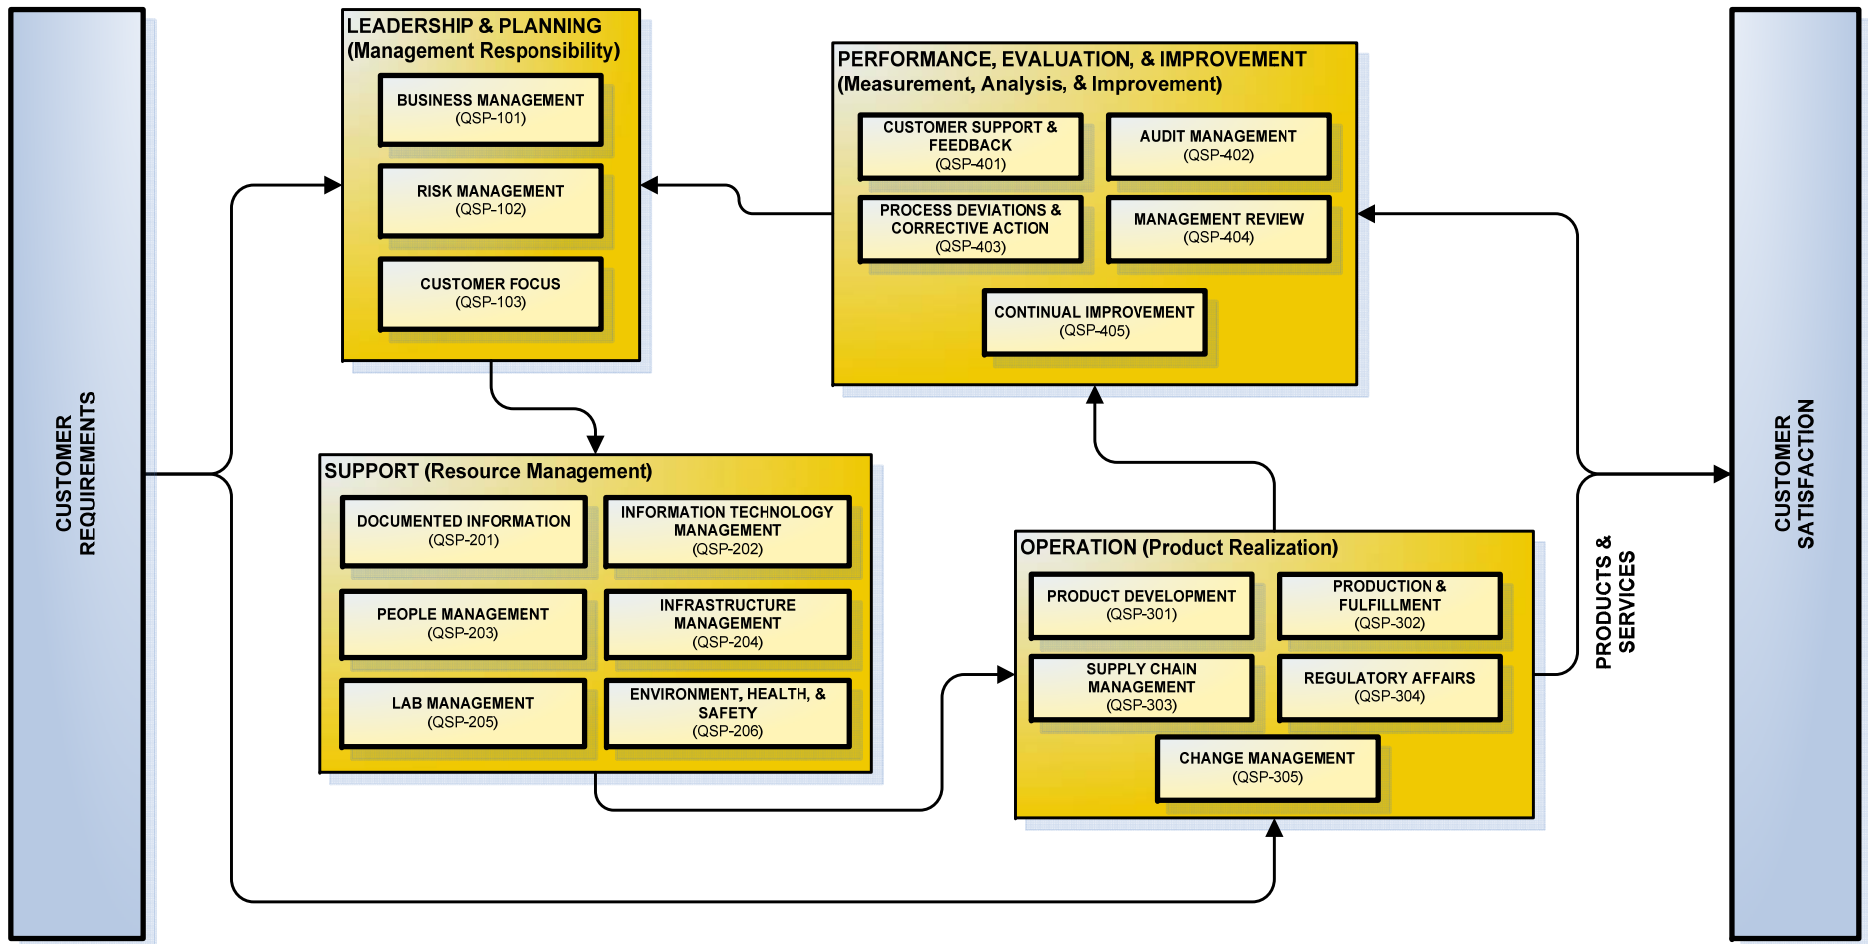 CUSTOMER
REQUIREMENTS
LEADERSHIP & PLANNING
(Management Responsibility)
BUSINESS MANAGEMENT
(QSP-101)
RISK MANAGEMENT
(QSP-102)
CUSTOMER FOCUS
(QSP-103)
PERFORMANCE, EVALUATION, & IMPROVEMENT
(Measurement, Analysis, & Improvement)
CUSTOMER SUPPORT &
FEEDBACK
(QSP-401)
AUDIT MANAGEMENT
(QSP-402)
PROCESS DEVIATIONS &
CORRECTIVE ACTION
(QSP-403)
MANAGEMENT REVIEW
(QSP-404)
CONTINUAL IMPROVEMENT
(QSP-405)
SUPPORT (Resource Management)
DOCUMENTED INFORMATION
(QSP-201)
INFORMATION TECHNOLOGY
MANAGEMENT
(QSP-202)
PEOPLE MANAGEMENT
(QSP-203)
INFRASTRUCTURE
MANAGEMENT
(QSP-204)
LAB MANAGEMENT
(QSP-205)
ENVIRONMENT, HEALTH, &
SAFETY
(QSP-206)
OPERATION (Product Realization)
PRODUCT DEVELOPMENT
(QSP-301)
PRODUCTION &
FULFILLMENT
(QSP-302)
SUPPLY CHAIN
MANAGEMENT
(QSP-303)
REGULATORY AFFAIRS
(QSP-304)
CHANGE MANAGEMENT
(QSP-305)
PRODUCTS &
SERVICES
CUSTOMER
SATISFACTION